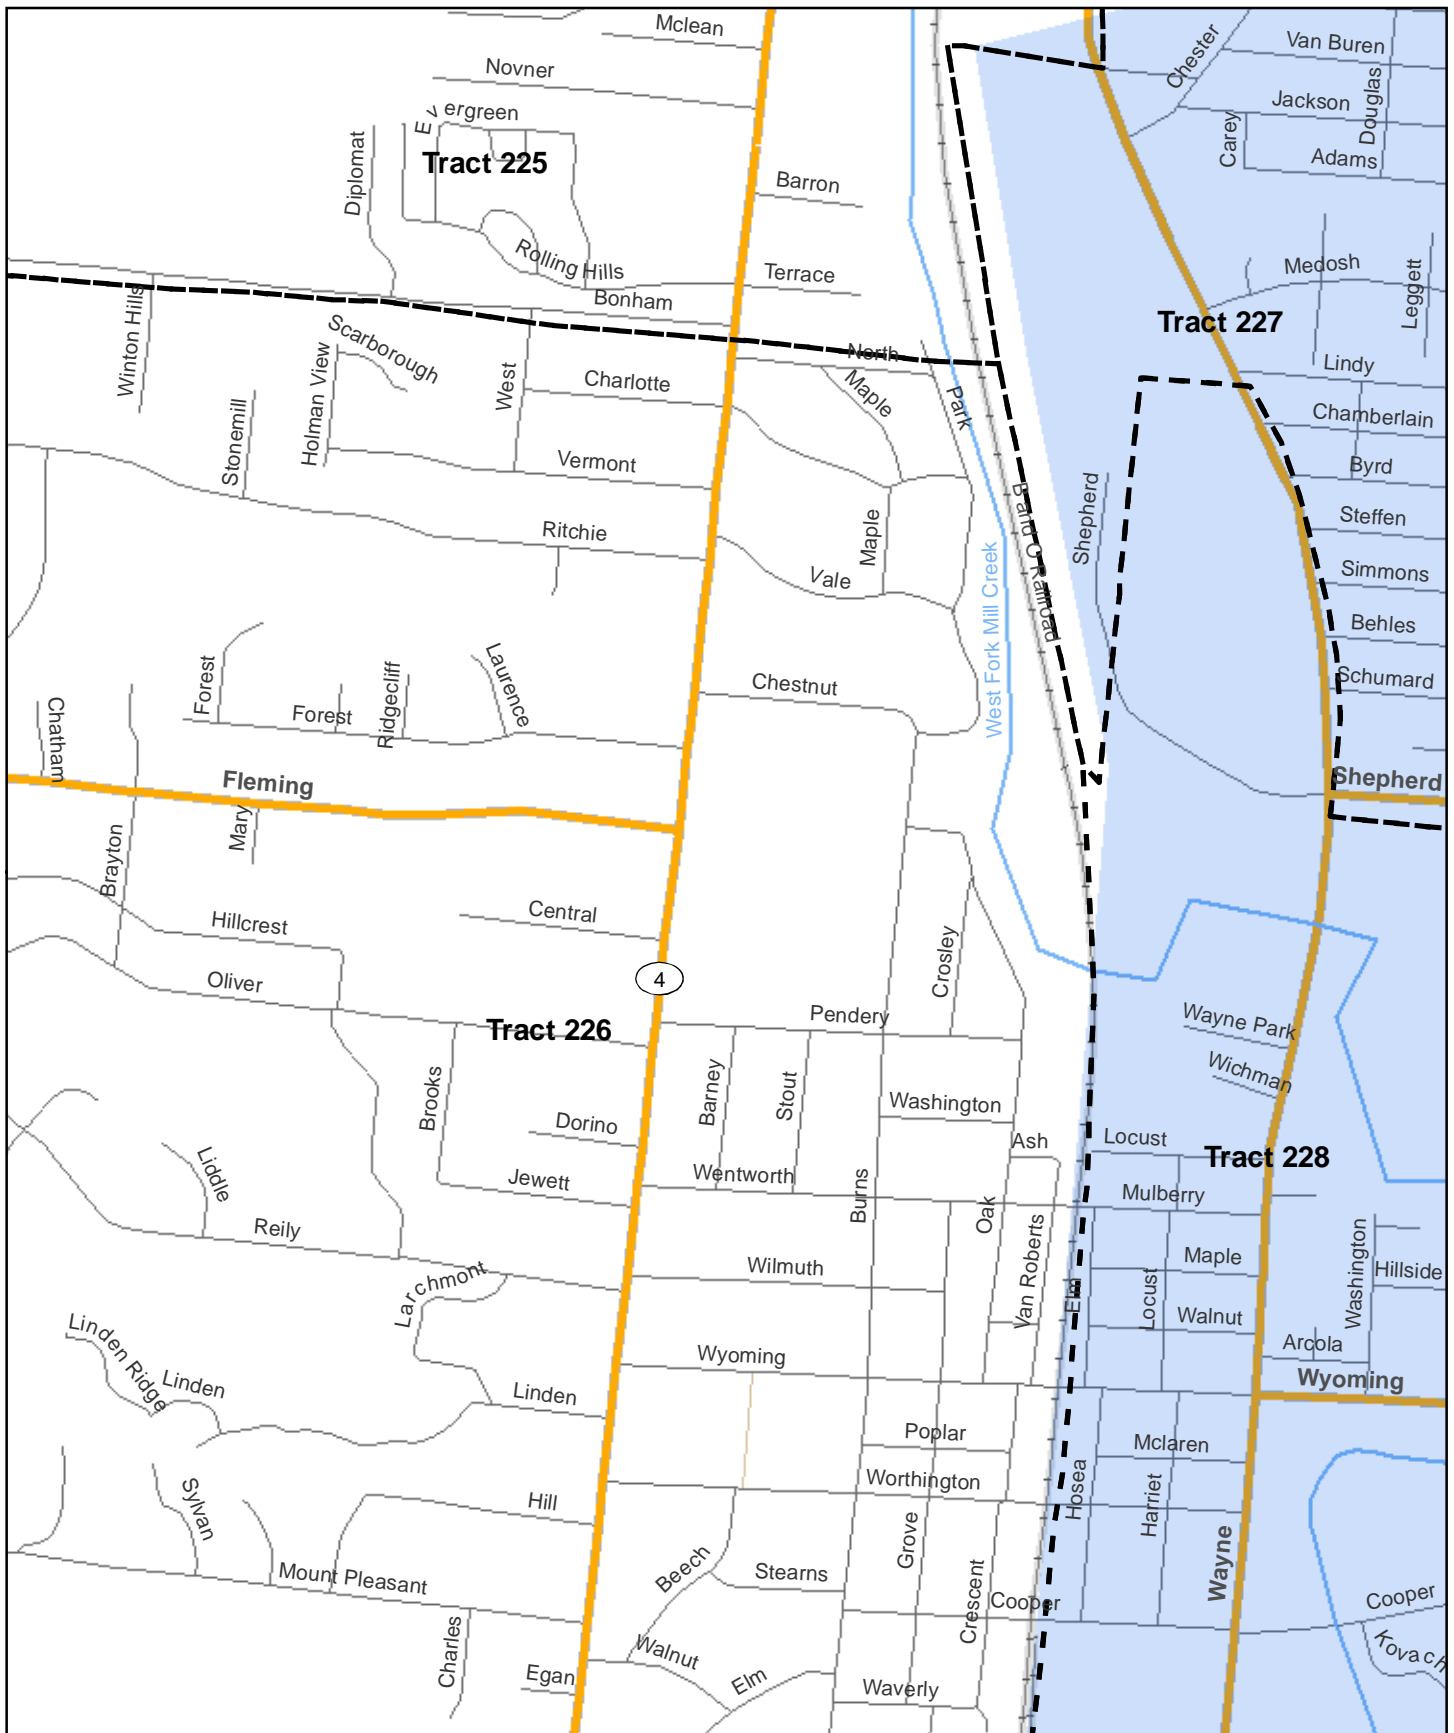 Mclean
Van Buren
Chester
Novner
Jackson
Douglas
Evergreen
Carey
Adams
Tract 225
Diplomat
Barron
Rolling Hills
Terrace
Medosh
Leggett
Bonham
Winton Hills
Tract 227
Scarborough
North
Lindy
Holman View
West
Charlotte
Maple
Park
Chamberlain
Stonemill
Vermont
Byrd
Ritchie
Maple
B and O Railroad
Shepherd
Steffen
Vale
Simmons
West Fork Mill Creek
Behles
Forest
Ridgecliff
Laurence
Chestnut
Schumard
Chatham
Forest
Fleming
Shepherd
Mary
Brayton
Hillcrest
Central
Crosley
Oliver
4
Pendery
Wayne Park
Tract 226
Wichman
Brooks
Barney
Stout
Washington
Dorino
Ash
Locust
Tract 228
Liddle
Jewett
Wentworth
Burns
Mulberry
Oak
Van Roberts
Reily
Wilmuth
Maple
Washington
Hillside
Larchmont
Elm
Locust
Walnut
Linden Ridge
Wyoming
Arcola
Linden
Linden
Wyoming
Poplar
Mclaren
Worthington
Hosea
Harriet
Sylvan
Hill
Grove
Wayne
Mount Pleasant
Beech
Stearns
Crescent
Cooper
Cooper
Charles
Walnut
Kovach
Egan
Elm
Waverly